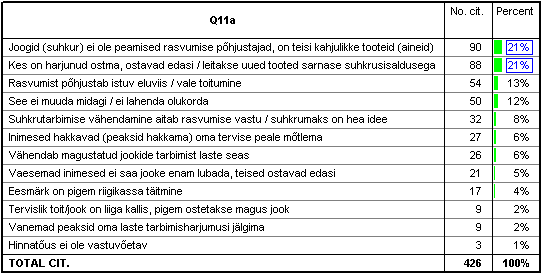 Q11a No. cit. Percent
Joogid (suhkur) ei ole peamised rasvumise põhjustajad, on teisi kahjulikke tooteid (aineid) 90 21%
Kes on harjunud ostma, ostavad edasi / leitakse uued tooted sarnase suhkrusisaldusega 88 21%
Rasvumist põhjustab istuv eluviis / vale toitumine 54 13%
See ei muuda midagi / ei lahenda olukorda 50 12%
Suhkrutarbimise vähendamine aitab rasvumise vastu / suhkrumaks on hea idee 32 8%
Inimesed hakkavad (peaksid hakkama) oma tervise peale mõtlema 27 6%
Vähendab magustatud jookide tarbimist laste seas 26 6%
Vaesemad inimesed ei saa jooke enam lubada, teised ostavad edasi 21 5%
Eesmärk on pigem riigikassa täitmine 17 4%
Tervislik toit/jook on liiga kallis, pigem ostetakse magus jook 9 2%
Vanemad peaksid oma laste tarbimisharjumusi jälgima 9 2%
Hinnatõus ei ole vastuvõetav 3 1%
TOTAL CIT. 426 100%